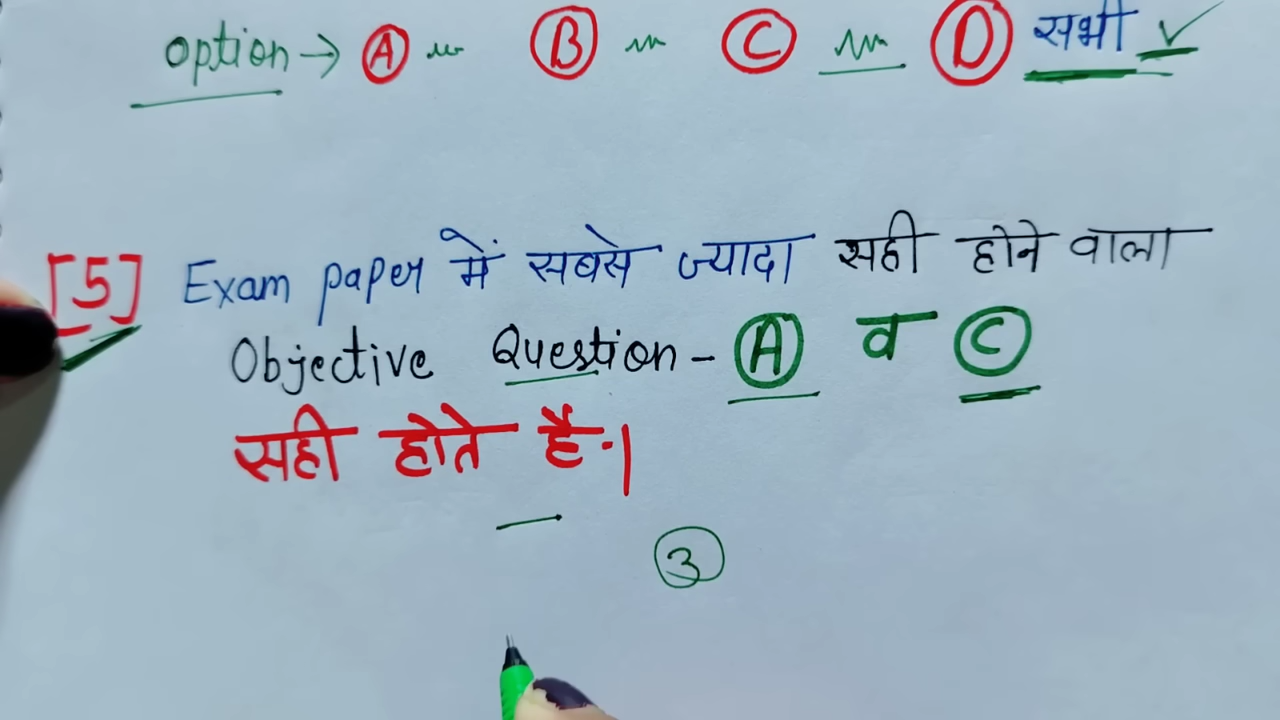 option → A B C D सभी ✓
[5] Exam paper में सबसे ज्यादा सही होने वाला
Objective Question - A व C
सही होते है।
3